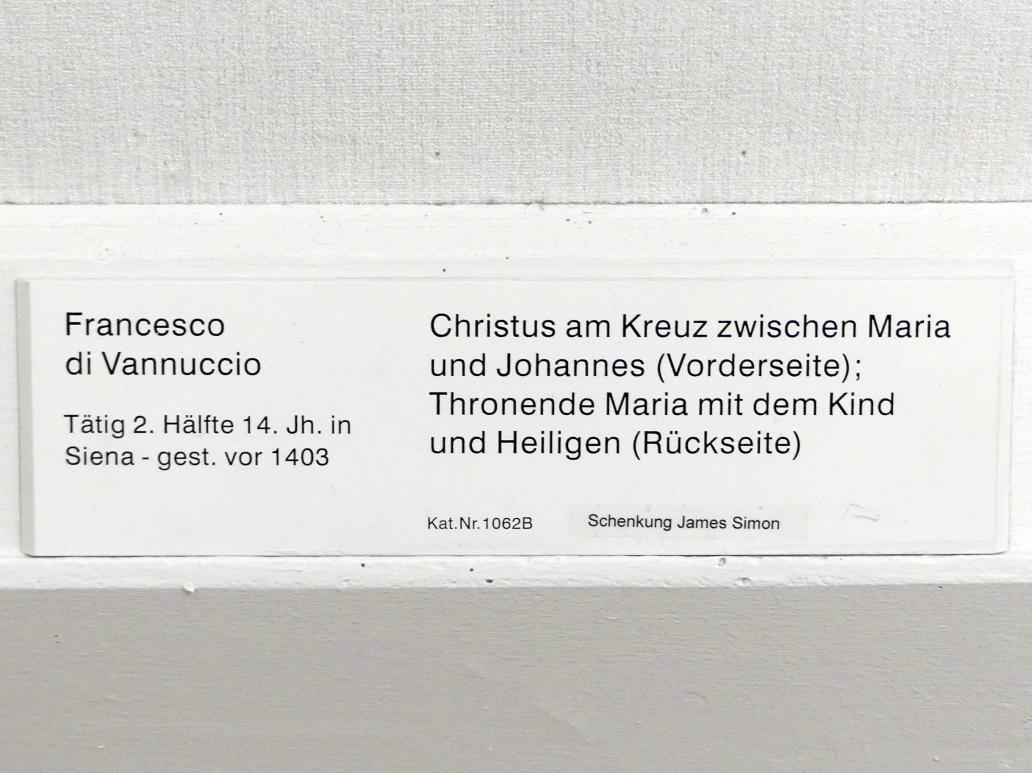 Francesco
di Vannuccio
Tätig 2. Hälfte 14. Jh. in
Siena - gest. vor 1403
Christus am Kreuz zwischen Maria
und Johannes (Vorderseite);
Thronende Maria mit dem Kind
und Heiligen (Rückseite)
Kat.Nr.1062B
Schenkung James Simon